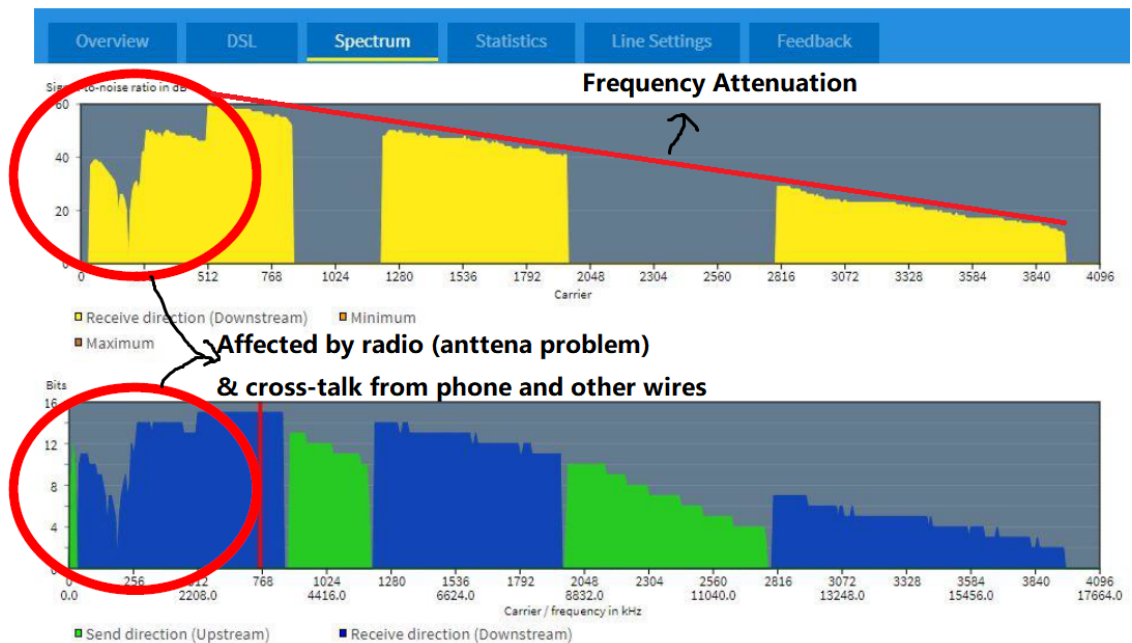 Overview DSL Spectrum Statistics Line Settings Feedback
Frequency Attenuation
to-noise ratio in dB
60
40
20
0 512 768 1024 1280 1536 1792 2048 2304 2560 2816 3072 3328 3584 3840 4096
Carrier
Receive direction (Downstream) Minimum
Maximum
Affected by radio (anttena problem)
& cross-talk from phone and other wires
Bits
16
12
8
4
0 256 768 1024 1280 1536 1792 2048 2304 2560 2816 3072 3328 3584 3840 4096
0.0 2208.0 4416.0 6624.0 8832.0 11040.0 13248.0 15456.0 17664.0
Carrier / frequency in kHz
Send direction (Upstream) Receive direction (Downstream)